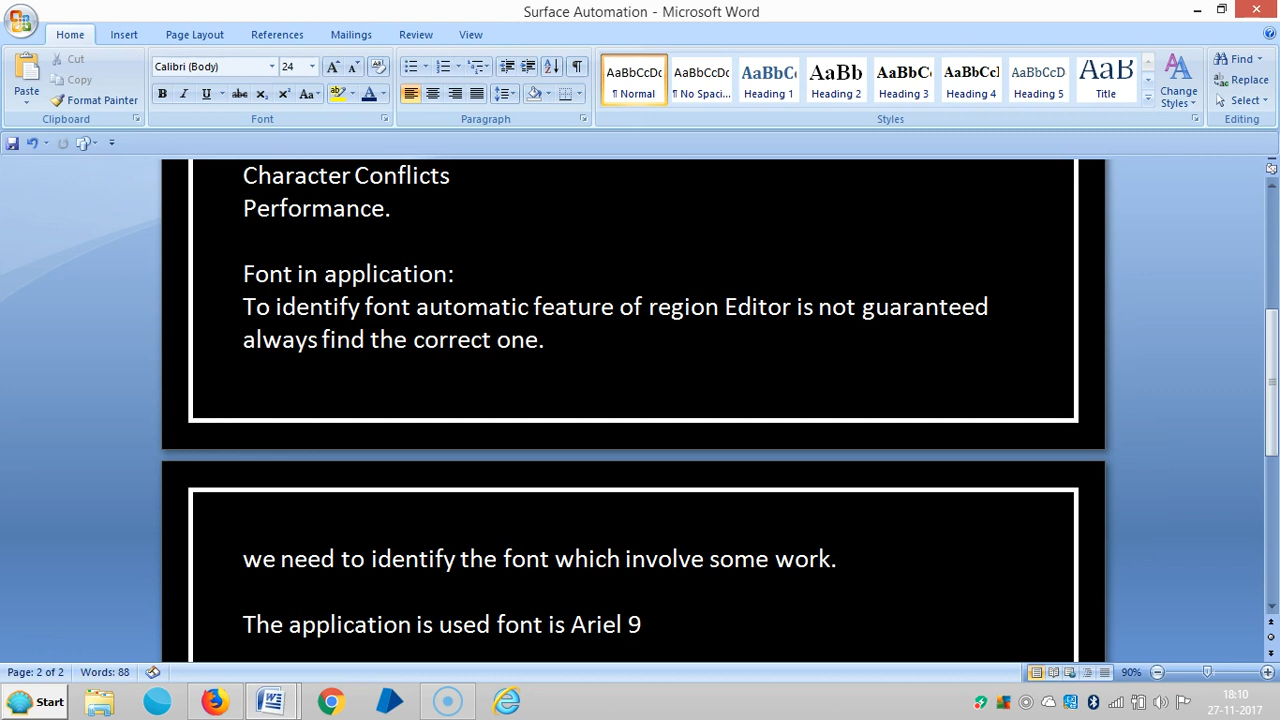 Surface Automation - Microsoft Word
Home Insert Page Layout References Mailings Review View
Paste
Cut
Copy
Format Painter
Clipboard
Calibri (Body) 24
Font
Paragraph
AaBbCcDc AaBbCcDc AaBbC AaBb AaBbC AaBbCcI AaBbCcD AaB
¶ Normal ¶ No Spaci... Heading 1 Heading 2 Heading 3 Heading 4 Heading 5 Title
Change Styles
Styles
Find
Replace
Select
Editing
Character Conflicts
Performance.
Font in application:
To identify font automatic feature of region Editor is not guaranteed
always find the correct one.
we need to identify the font which involve some work.
The application is used font is Ariel 9
Page: 2 of 2 Words: 88 90%
Start 18:10
27-11-2017